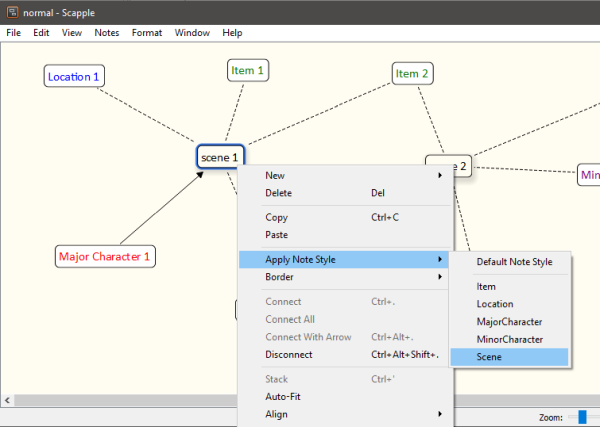 normal - Scapple
File Edit View Notes Format Window Help
Location 1
Item 1
Item 2
scene 1
2
Min
Major Character 1
New
Delete Del
Copy Ctrl+C
Paste
Apply Note Style
Border
Connect Ctrl+.
Connect All
Connect With Arrow Ctrl+Alt+.
Disconnect Ctrl+Alt+Shift+.
Stack Ctrl+'
Auto-Fit
Align
Default Note Style
Item
Location
MajorCharacter
MinorCharacter
Scene
Zoom: